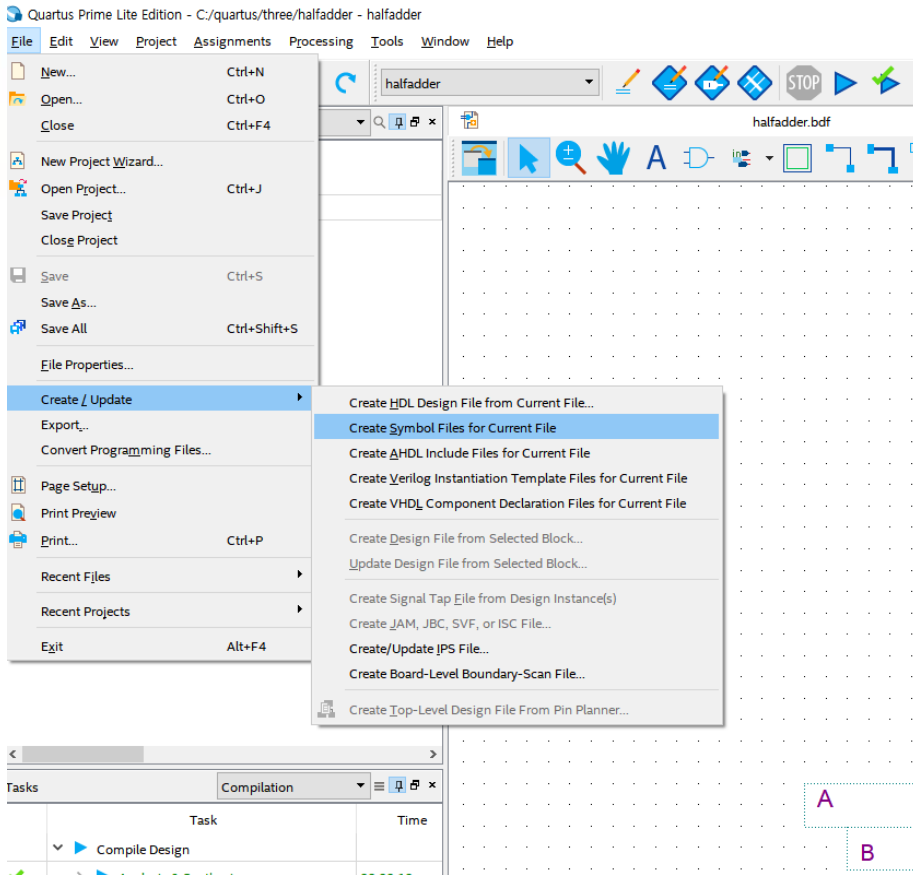 Quartus Prime Lite Edition - C:/quartus/three/halfadder - halfadder
File Edit View Project Assignments Processing Tools Window Help
New... Ctrl+N
Open... Ctrl+O
Close Ctrl+F4
New Project Wizard...
Open Project... Ctrl+J
Save Project
Close Project
Save Ctrl+S
Save As...
Save All Ctrl+Shift+S
File Properties...
Create / Update
Export...
Convert Programming Files...
Page Setup...
Print Preview
Print... Ctrl+P
Recent Files
Recent Projects
Exit Alt+F4
Create HDL Design File from Current File...
Create Symbol Files for Current File
Create AHDL Include Files for Current File
Create Verilog Instantiation Template Files for Current File
Create VHDL Component Declaration Files for Current File
Create Design File from Selected Block...
Update Design File from Selected Block...
Create Signal Tap File from Design Instance(s)
Create JAM, JBC, SVF, or ISC File...
Create/Update IPS File...
Create Board-Level Boundary-Scan File...
Create Top-Level Design File From Pin Planner...
halfadder
STOP
halfadder.bdf
A
Tasks Compilation
Task Time
Compile Design
A
B